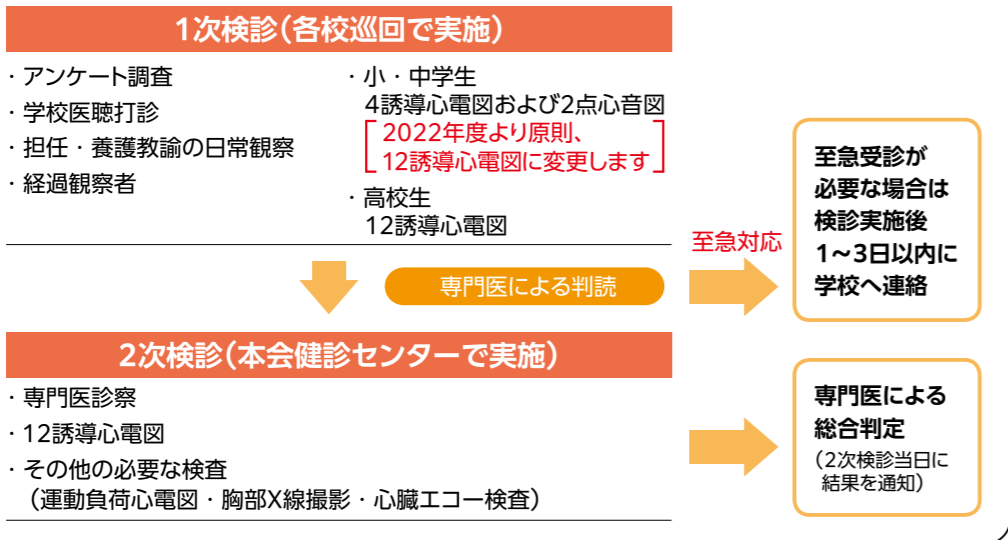 1次検診（各校巡回で実施）
・アンケート調査
・学校医聴打診
・担任・養護教諭の日常観察
・経過観察者
・小・中学生
4誘導心電図および2点心音図
2022年度より原則、
12誘導心電図に変更します
・高校生
12誘導心電図
専門医による判読
至急対応
至急受診が
必要な場合は
検診実施後
1～3日以内に
学校へ連絡
2次検診（本会健診センターで実施）
・専門医診察
・12誘導心電図
・その他の必要な検査
（運動負荷心電図・胸部X線撮影・心臓エコー検査）
専門医による
総合判定
（2次検診当日に
結果を通知）